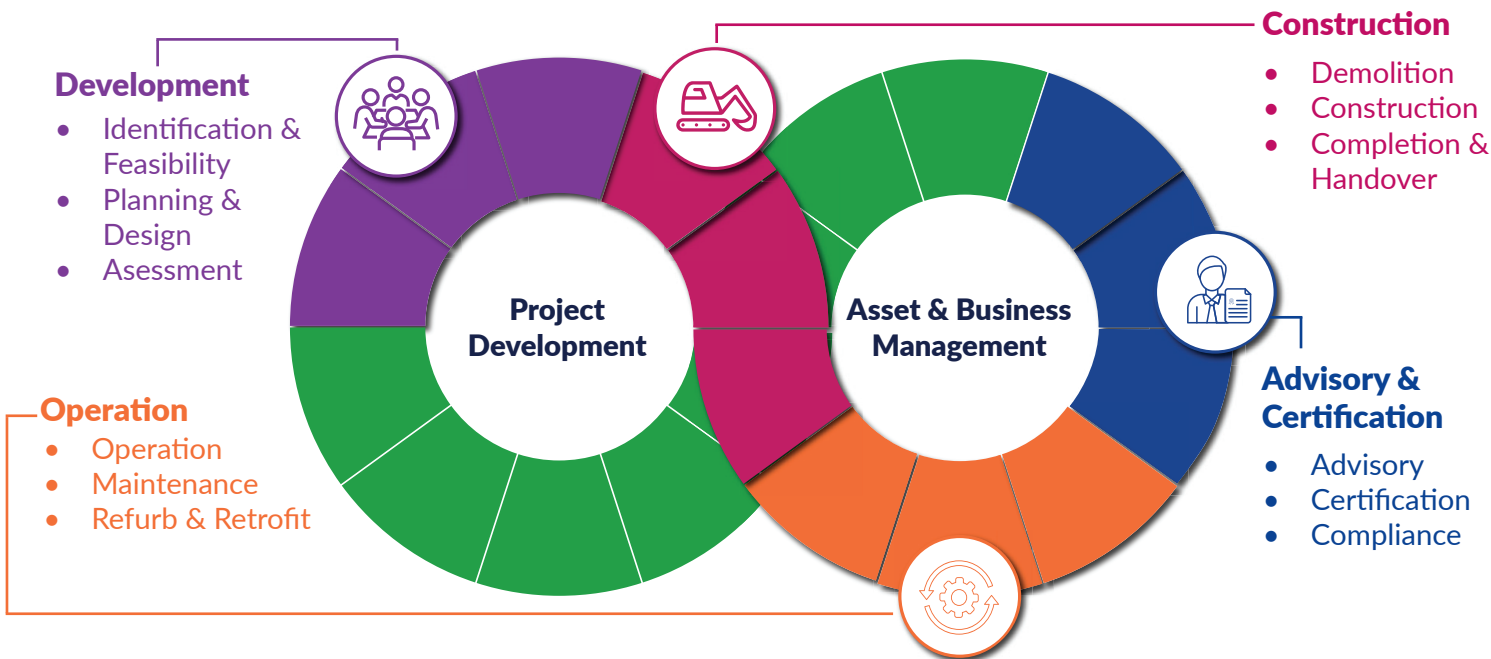 Development
• Identification &
Feasibility
• Planning &
Design
• Asessment
Construction
• Demolition
• Construction
• Completion &
Handover
Project
Development
Asset & Business
Management
Operation
• Operation
• Maintenance
• Refurb & Retrofit
Advisory &
Certification
• Advisory
• Certification
• Compliance